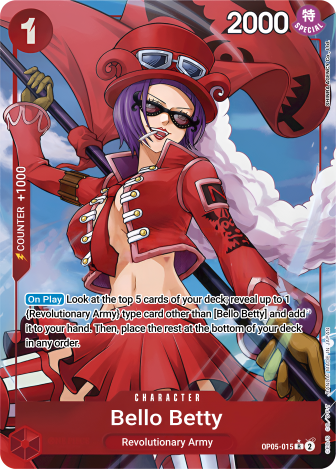 1
2000
特
SPECIAL
COUNTER +1000
On Play Look at the top 5 cards of your deck; reveal up to 1
{Revolutionary Army} type card other than [Bello Betty] and add
it to your hand. Then, place the rest at the bottom of your deck
in any order.
CHARACTER
Bello Betty
Revolutionary Army
OP05-015 R 2